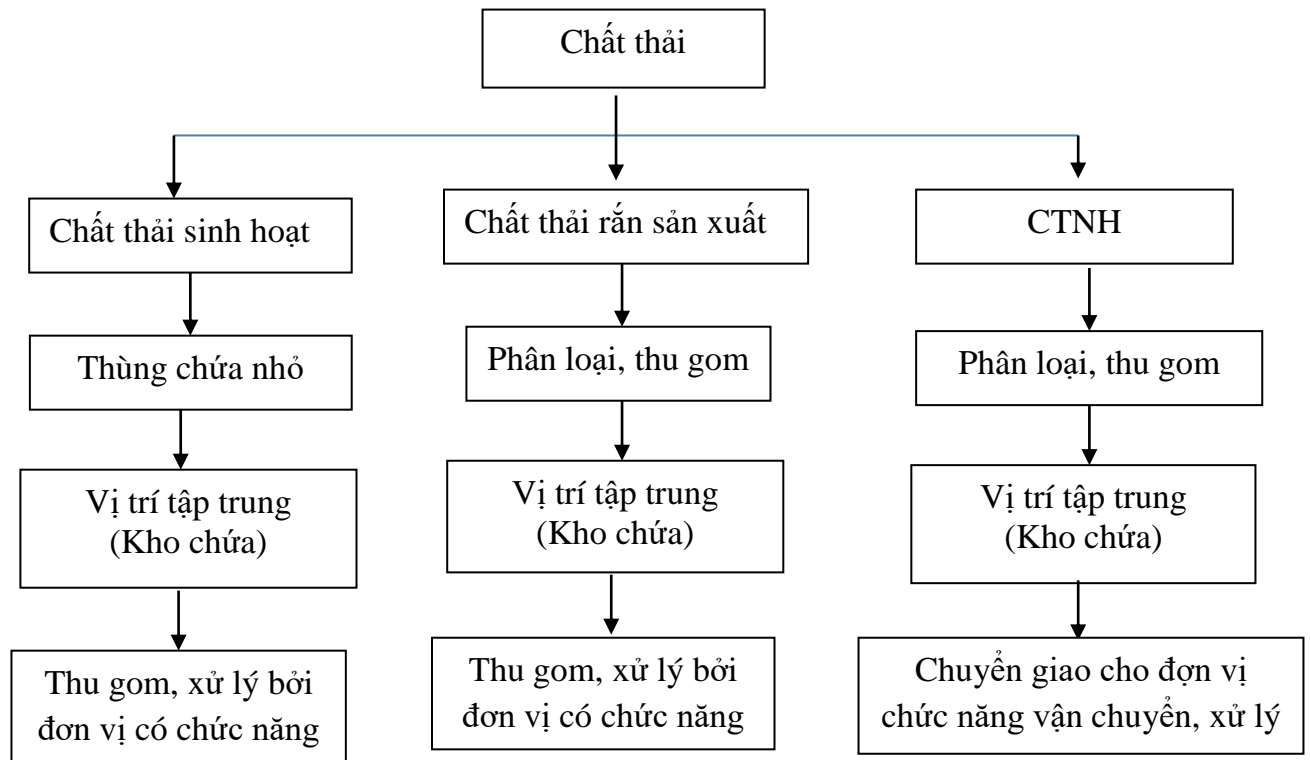 Chất thải
Chất thải sinh hoạt
Chất thải rắn sản xuất
CTNH
Thùng chứa nhỏ
Phân loại, thu gom
Phân loại, thu gom
Vị trí tập trung
(Kho chứa)
Vị trí tập trung
(Kho chứa)
Vị trí tập trung
(Kho chứa)
Thu gom, xử lý bởi
đơn vị có chức năng
Thu gom, xử lý bởi
đơn vị có chức năng
Chuyển giao cho đợn vị
chức năng vận chuyển, xử lý